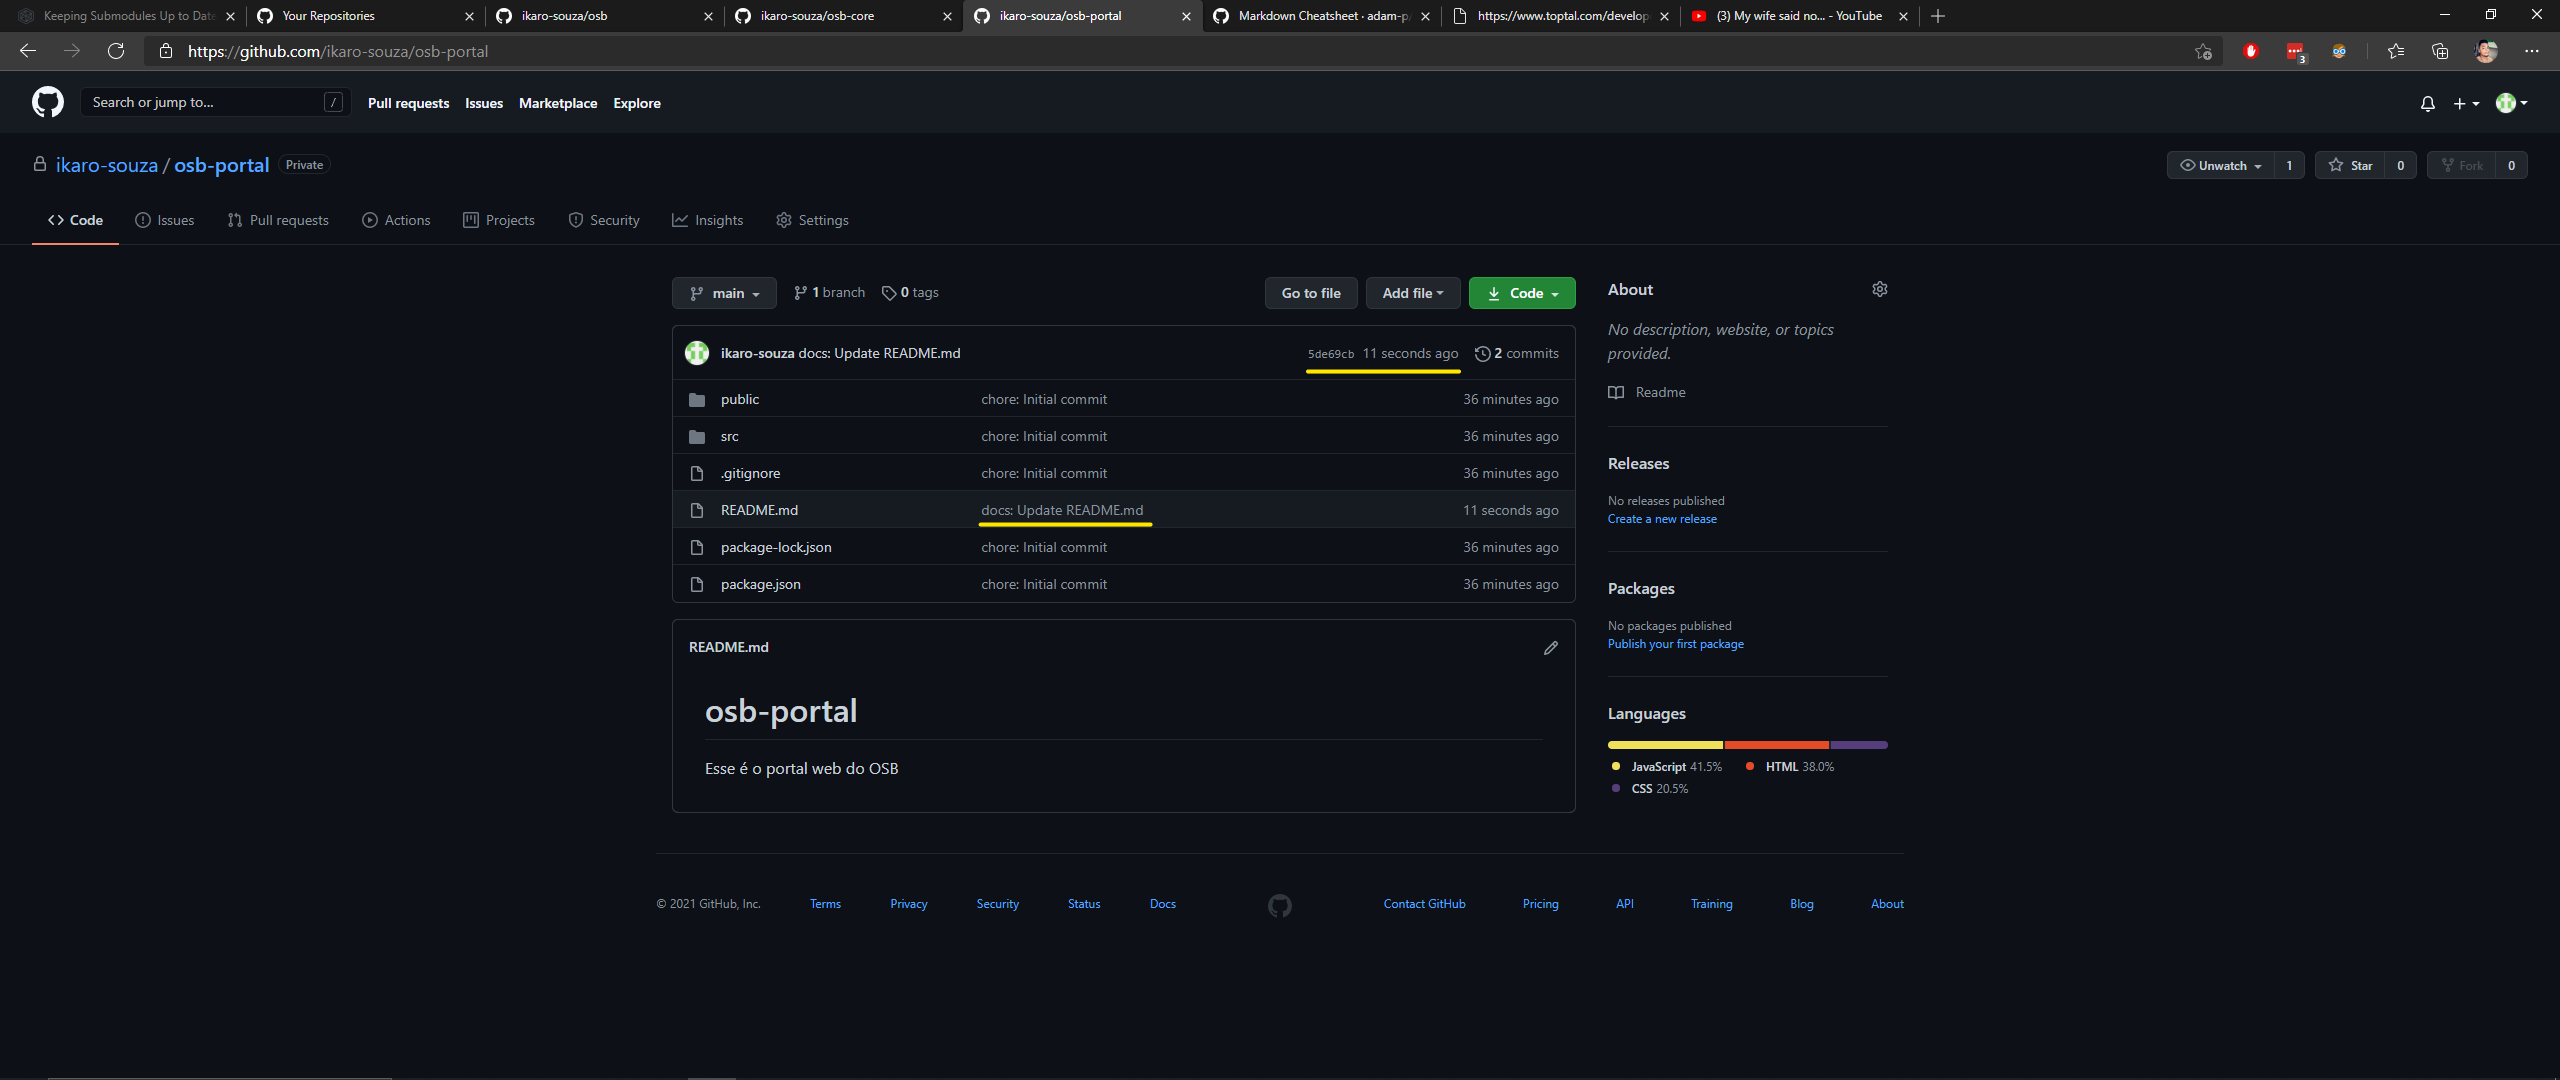 Keeping Submodules Up to Date
Your Repositories
ikaro-souza/osb
ikaro-souza/osb-core
ikaro-souza/osb-portal
Markdown Cheatsheet · adam-p/
https://www.toptal.com/develop
(3) My wife said no... - YouTube
https://github.com/ikaro-souza/osb-portal
3
Search or jump to... /
Pull requests Issues Marketplace Explore
ikaro-souza / osb-portal Private
Unwatch 1 Star 0 Fork 0
Code Issues Pull requests Actions Projects Security Insights Settings
main 1 branch 0 tags Go to file Add file Code
ikaro-souza docs: Update README.md 5de69cb 11 seconds ago 2 commits
public chore: Initial commit 36 minutes ago
src chore: Initial commit 36 minutes ago
.gitignore chore: Initial commit 36 minutes ago
README.md docs: Update README.md 11 seconds ago
package-lock.json chore: Initial commit 36 minutes ago
package.json chore: Initial commit 36 minutes ago
README.md
osb-portal
Esse é o portal web do OSB
About
No description, website, or topics
provided.
Readme
Releases
No releases published
Create a new release
Packages
No packages published
Publish your first package
Languages
JavaScript 41.5% HTML 38.0%
CSS 20.5%
© 2021 GitHub, Inc. Terms Privacy Security Status Docs Contact GitHub Pricing API Training Blog About